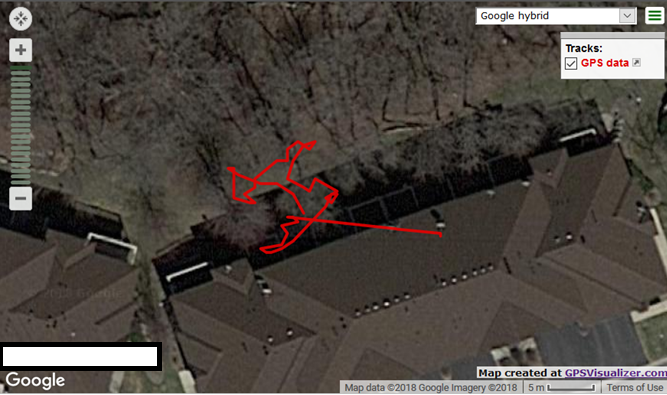 Google hybrid
Tracks:
GPS data
Map created at GPSVisualizer.com
Google
Map data ©2018 Google Imagery ©2018
5 m
Terms of Use